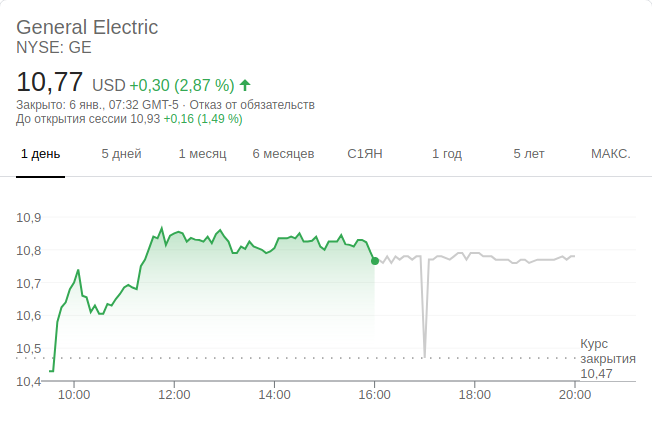 General Electric
NYSE: GE
10,77 USD +0,30 (2,87 %)
Закрыто: 6 янв., 07:32 GMT-5 · Отказ от обязательств
До открытия сессии 10,93 +0,16 (1,49 %)
1 день 5 дней 1 месяц 6 месяцев С1ЯН 1 год 5 лет МАКС.
10,9
10,8
10,7
10,6
10,5
10,4
Курс
закрытия
10,47
10:00 12:00 14:00 16:00 18:00 20:00